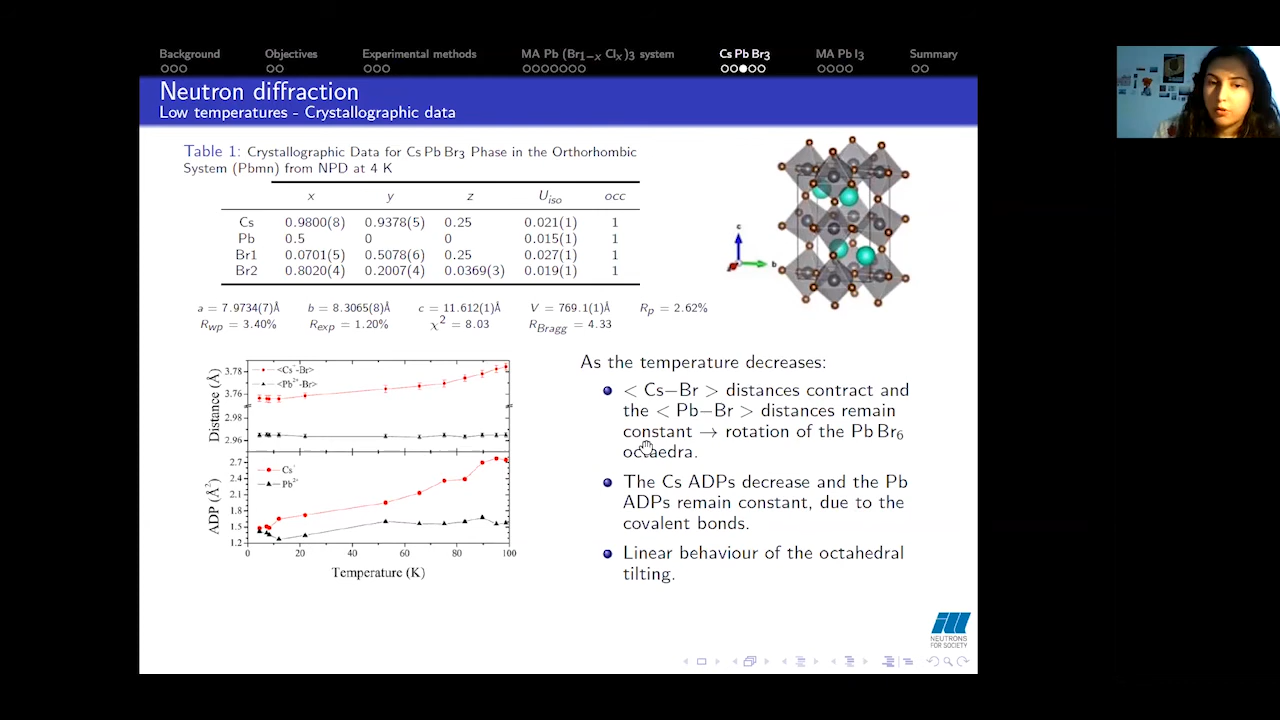 Background Objectives Experimental methods MA Pb (Br1−x Clx)3 system Cs Pb Br3 MA Pb I3 Summary
Neutron diffraction
Low temperatures - Crystallographic data
Table 1: Crystallographic Data for Cs Pb Br3 Phase in the Orthorhombic
System (Pbmn) from NPD at 4 K
x y z Uiso occ
Cs 0.9800(8) 0.9378(5) 0.25 0.021(1) 1
Pb 0.5 0 0 0.015(1) 1
Br1 0.0701(5) 0.5078(6) 0.25 0.027(1) 1
Br2 0.8020(4) 0.2007(4) 0.0369(3) 0.019(1) 1
a = 7.9734(7)Å b = 8.3065(8)Å c = 11.612(1)Å V = 769.1(1)Å Rp = 2.62%
Rwp = 3.40% Rexp = 1.20% χ2 = 8.03 RBragg = 4.33
c
b
Distance (Å)
3.78
3.76
2.98
2.96
<Cs+-Br>
<Pb2+-Br>
ADP (Å2)
2.7
2.4
2.1
1.8
1.5
1.2
Cs+
Pb2+
0 20 40 60 80 100
Temperature (K)
As the temperature decreases:
< Cs−Br > distances contract and
the < Pb−Br > distances remain
constant → rotation of the Pb Br6
octaedra.
The Cs ADPs decrease and the Pb
ADPs remain constant, due to the
covalent bonds.
Linear behaviour of the octahedral
tilting.
NEUTRONS
FOR SOCIETY